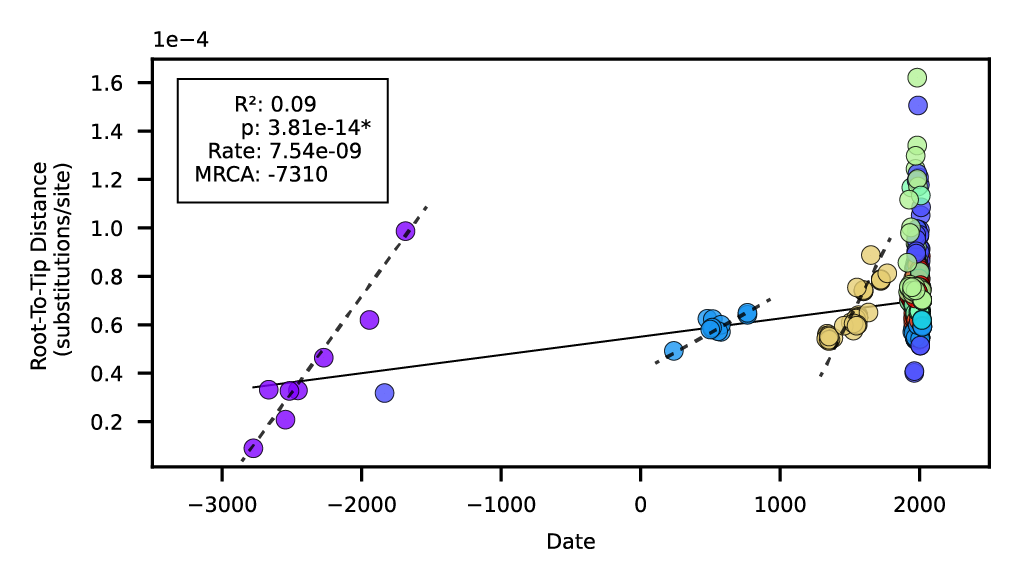 1e−4
R²: 0.09
p: 3.81e-14*
Rate: 7.54e-09
MRCA: -7310
Root-To-Tip Distance
(substitutions/site)
1.6
1.4
1.2
1.0
0.8
0.6
0.4
0.2
−3000 −2000 −1000 0 1000 2000
Date